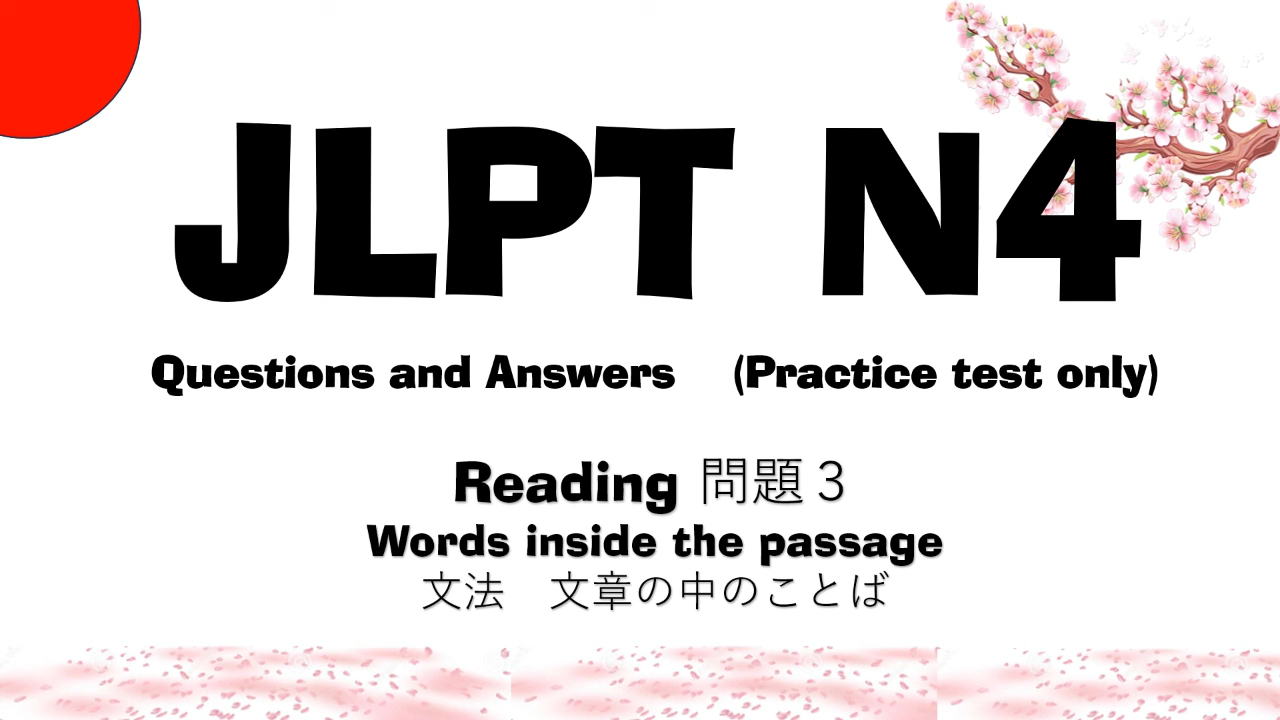 JLPT N4
Questions and Answers　(Practice test only)
Reading 問題３
Words inside the passage
文法　文章の中のことば